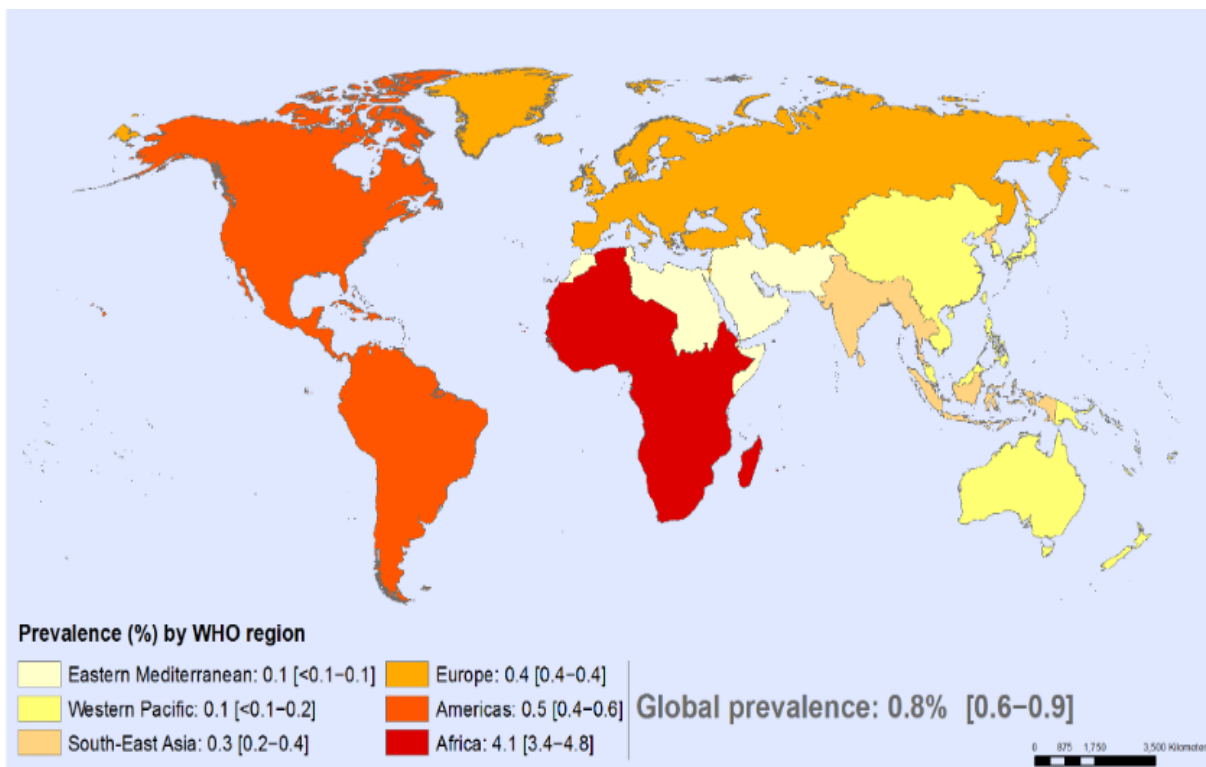 Prevalence (%) by WHO region
Eastern Mediterranean: 0.1 [<0.1–0.1]
Western Pacific: 0.1 [<0.1–0.2]
South-East Asia: 0.3 [0.2–0.4]
Europe: 0.4 [0.4–0.4]
Americas: 0.5 [0.4–0.6]
Africa: 4.1 [3.4–4.8]
Global prevalence: 0.8% [0.6–0.9]
0 875 1,750 3,500 Kilometer